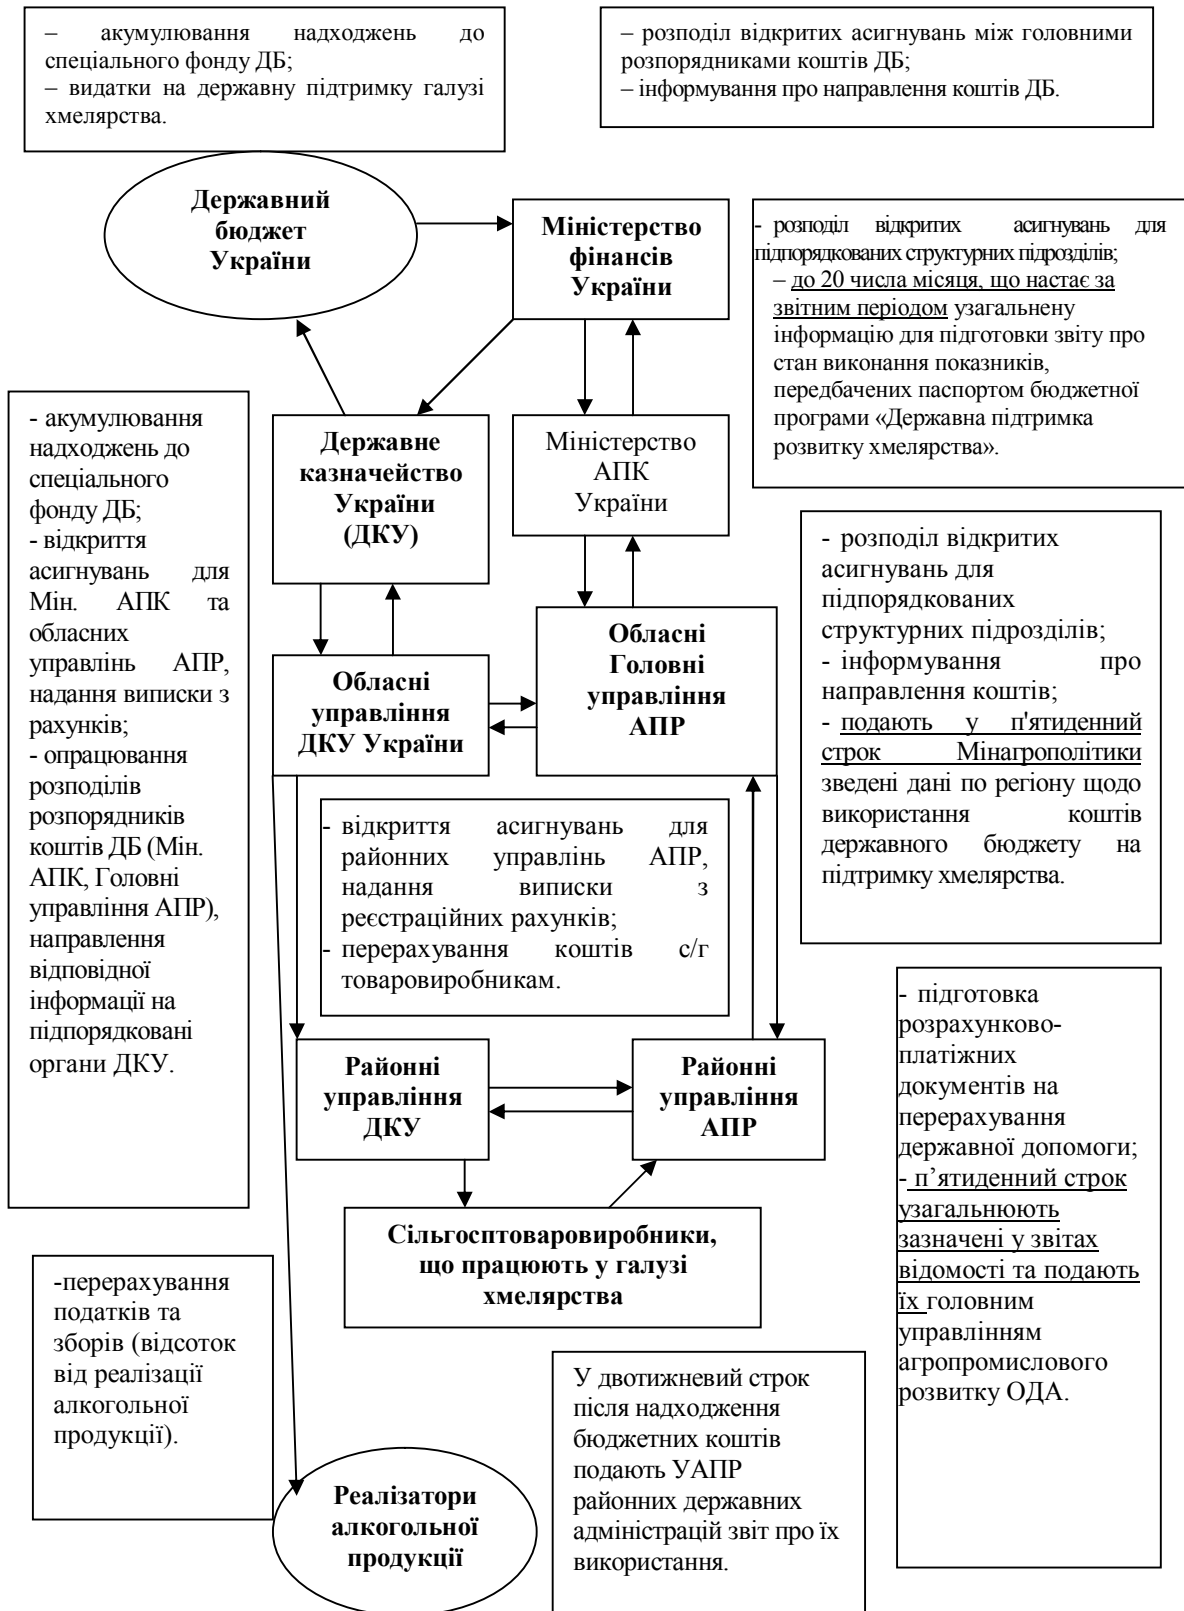 – акумулювання надходжень до
спеціального фонду ДБ;
– видатки на державну підтримку галузі
хмелярства.
– розподіл відкритих асигнувань між головними
розпорядниками коштів ДБ;
– інформування про направлення коштів ДБ.
Державний
бюджет
України
Міністерство
фінансів
України
- розподіл відкритих асигнувань для
підпорядкованих структурних підрозділів;
– до 20 числа місяця, що настає за
звітним періодом узагальнену
інформацію для підготовки звіту про
стан виконання показників,
передбачених паспортом бюджетної
програми «Державна підтримка
розвитку хмелярства».
- акумулювання
надходжень до
спеціального
фонду ДБ;
- відкриття
асигнувань для
Мін. АПК та
обласних
управлінь АПР,
надання виписки з
рахунків;
- опрацювання
розподілів
розпорядників
коштів ДБ (Мін.
АПК, Головні
управління АПР),
направлення
відповідної
інформації на
підпорядковані
органи ДКУ.
Державне
казначейство
України
(ДКУ)
Міністерство
АПК
України
- розподіл відкритих
асигнувань для
підпорядкованих
структурних підрозділів;
- інформування про
направлення коштів;
- подають у п'ятиденний
строк Мінагрополітики
зведені дані по регіону щодо
використання коштів
державного бюджету на
підтримку хмелярства.
Обласні
управління
ДКУ України
Обласні
Головні
управління
АПР
- відкриття асигнувань для
районних управлінь АПР,
надання виписки з
реєстраційних рахунків;
- перерахування коштів с/г
товаровиробникам.
- підготовка
розрахунково-
платіжних
документів на
перерахування
державної допомоги;
- п’ятиденний строк
узагальнюють
зазначені у звітах
відомості та подають
їх головним
управлінням
агропромислового
розвитку ОДА.
Районні
управління
ДКУ
Районні
управління
АПР
Сільгосптоваровиробники,
що працюють у галузі
хмелярства
-перерахування
податків та
зборів (відсоток
від реалізації
алкогольної
продукції).
Реалізатори
алкогольної
продукції
У двотижневий строк
після надходження
бюджетних коштів
подають УАПР
районних державних
адміністрацій звіт про їх
використання.